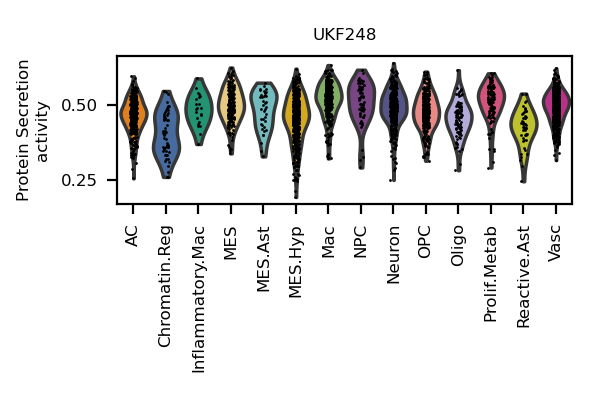 UKF248
Protein Secretion
activity
0.50
0.25
AC
Chromatin.Reg
Inflammatory.Mac
MES
MES.Ast
MES.Hyp
Mac
NPC
Neuron
OPC
Oligo
Prolif.Metab
Reactive.Ast
Vasc